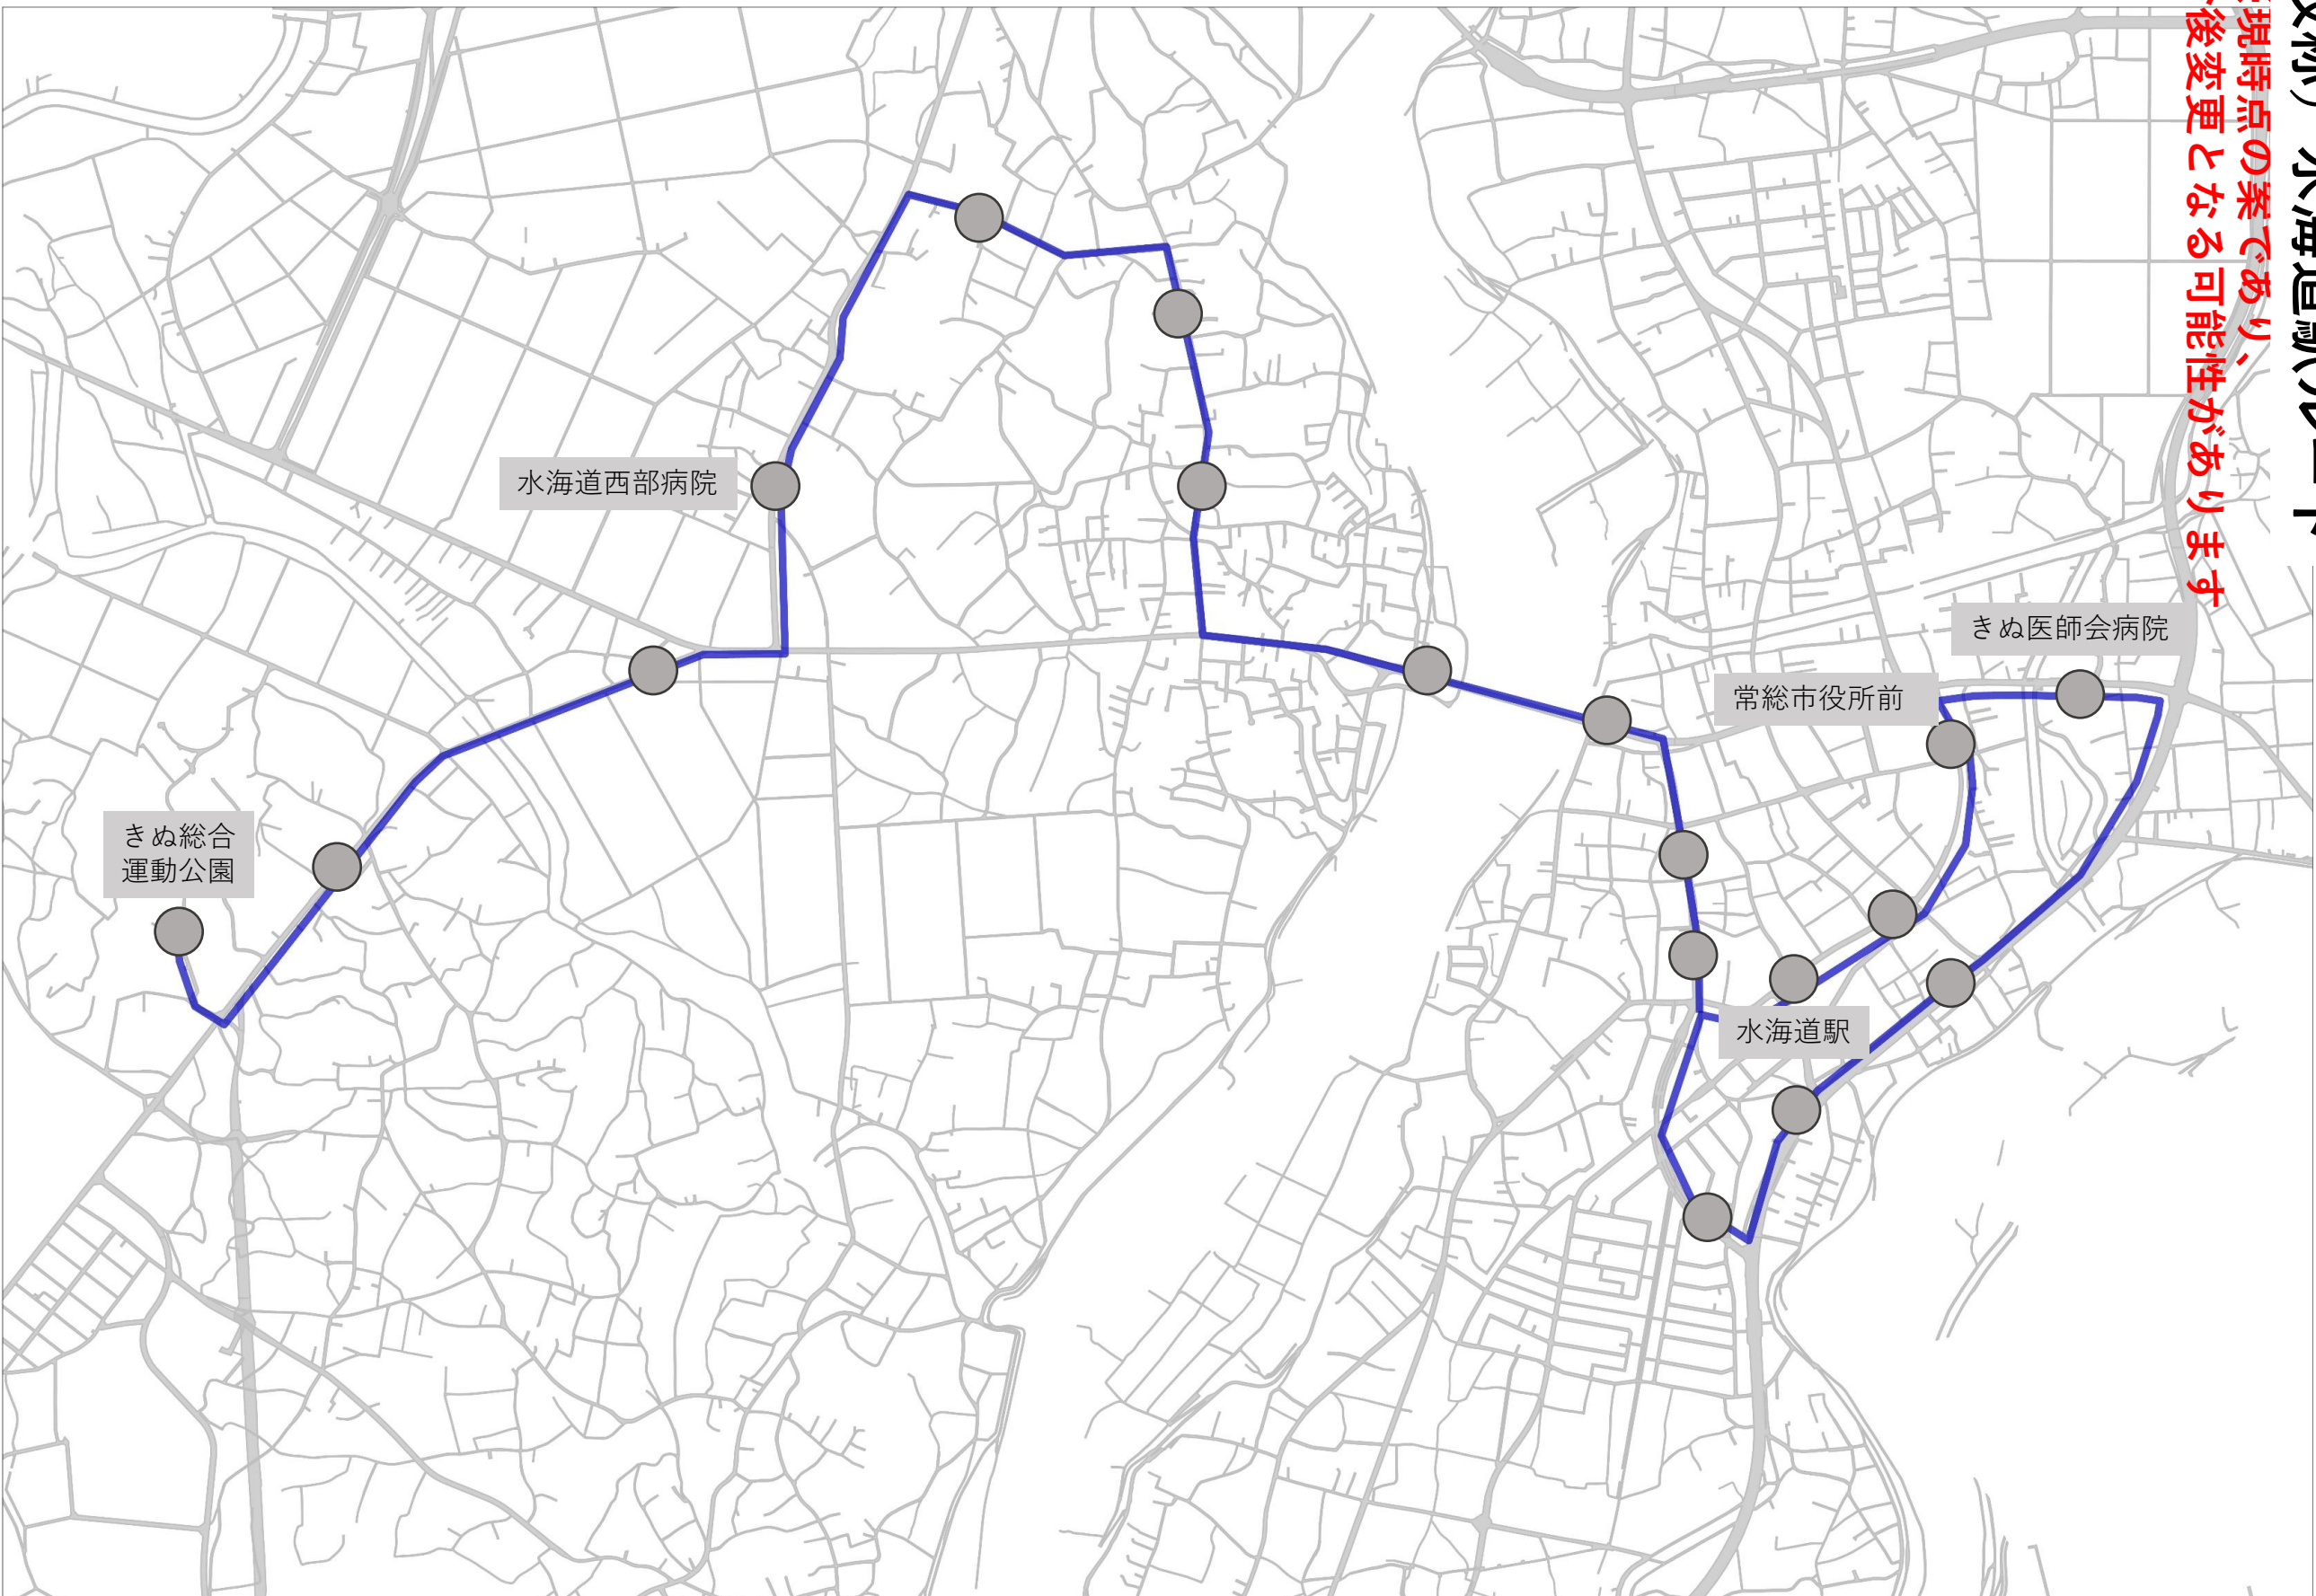 水海道駅ルート
現時点の案であり、
後変更となる可能性があります
水海道西部病院
きぬ医師会病院
常総市役所前
きぬ総合
運動公園
水海道駅